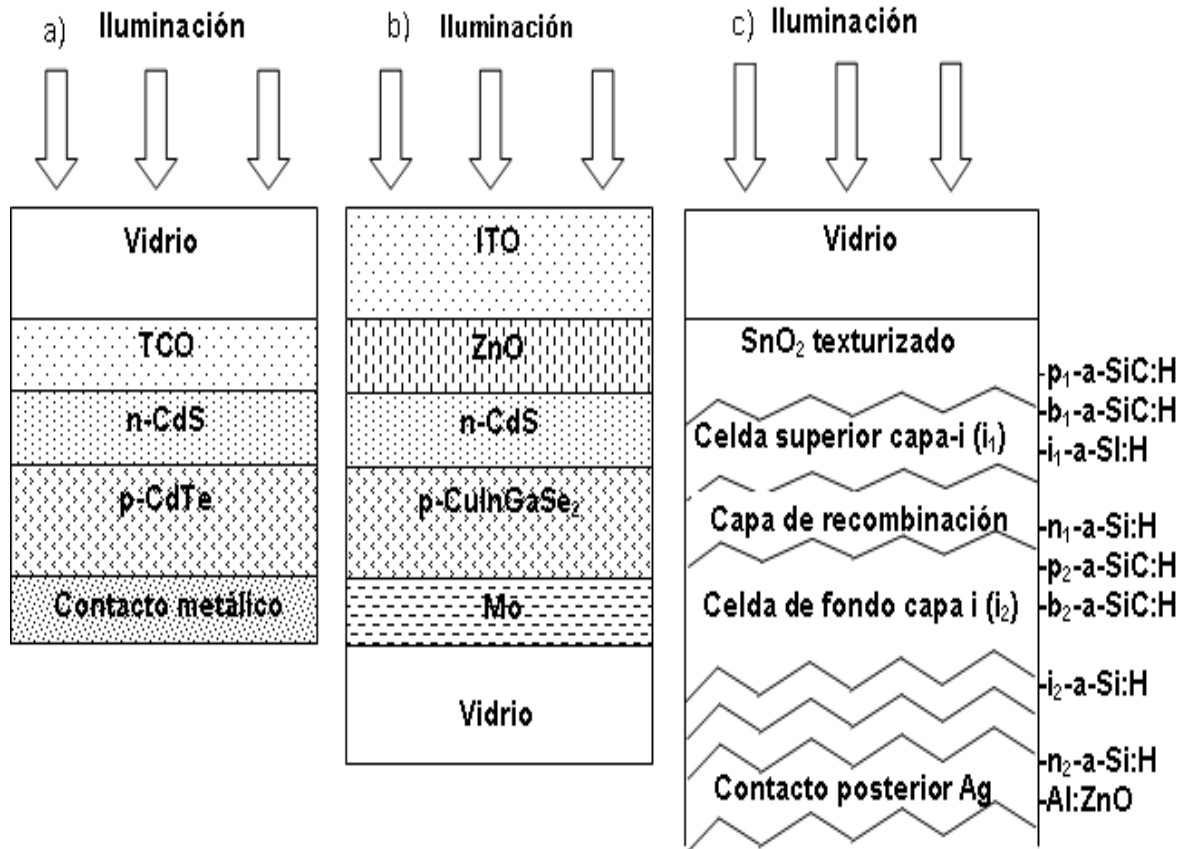 a) Iluminación
Vidrio
TCO
n-CdS
p-CdTe
Contacto metálico
b) Iluminación
ITO
ZnO
n-CdS
p-CuInGaSe₂
Mo
Vidrio
c) Iluminación
Vidrio
SnO₂ texturizado
Celda superior capa-i (i₁)
Capa de recombinación
Celda de fondo capa i (i₂)
Contacto posterior Ag
-p₁-a-SiC:H
-b₁-a-SiC:H
-i₁-a-SI:H
-n₁-a-Si:H
-p₂-a-SiC:H
-b₂-a-SiC:H
-i₂-a-Si:H
-n₂-a-Si:H
-Al:ZnO